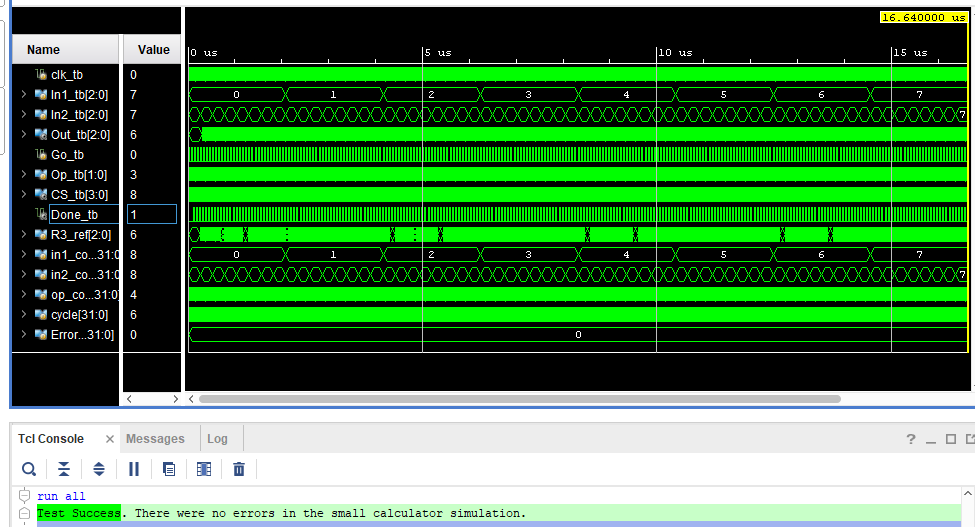 16.640000 us
Name Value
0 us 5 us 10 us 15 us
clk_tb 0
In1_tb[2:0] 7 0 1 2 3 4 5 6 7
In2_tb[2:0] 7 7
Out_tb[2:0] 6
Go_tb 0
Op_tb[1:0] 3
CS_tb[3:0] 8
Done_tb 1
R3_ref[2:0] 6
in1_co...31:0] 8 0 1 2 3 4 5 6 7
in2_co...31:0] 8 7
op_co...31:0] 4
cycle[31:0] 6
Error...31:0] 0 0
Tcl Console Messages Log
run all
Test Success. There were no errors in the small calculator simulation.